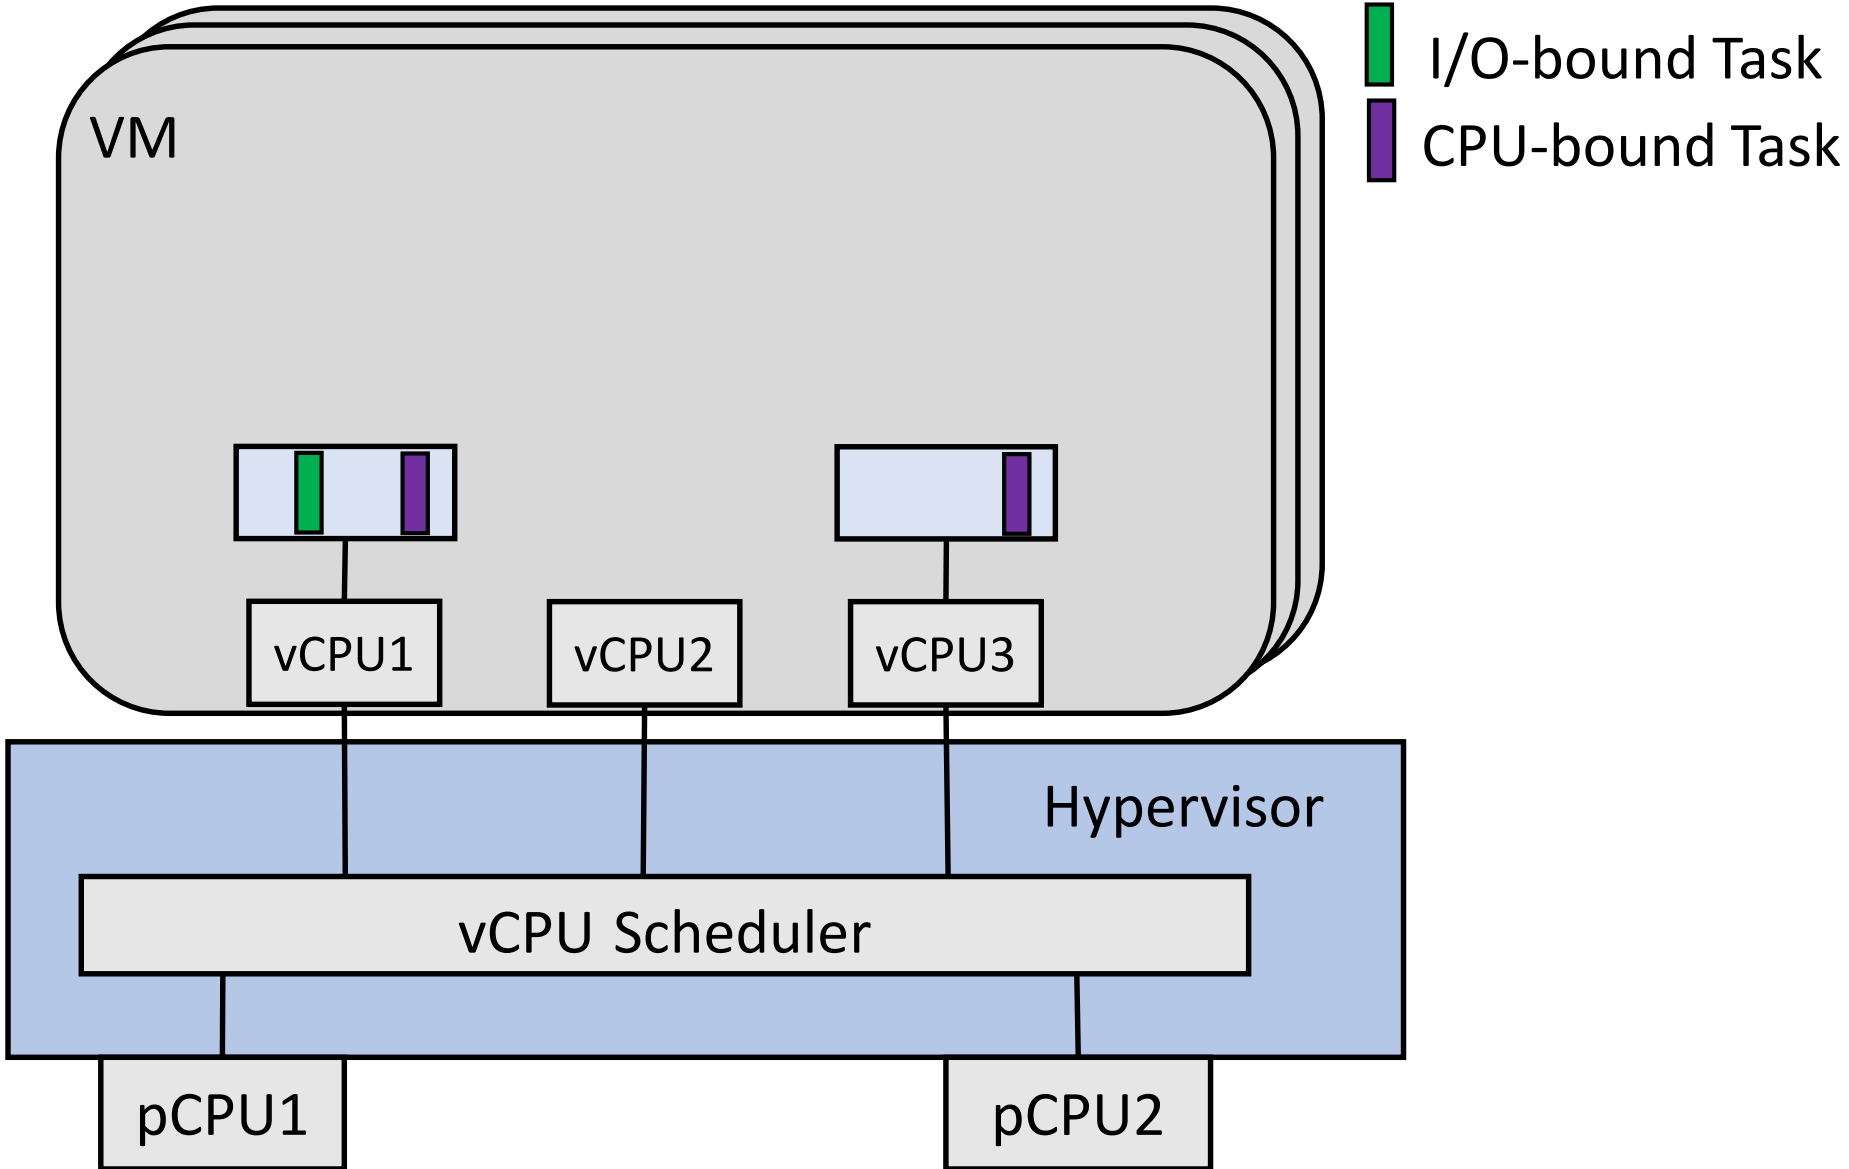 I/O-bound Task
CPU-bound Task
VM
vCPU1
vCPU2
vCPU3
Hypervisor
vCPU Scheduler
pCPU1
pCPU2